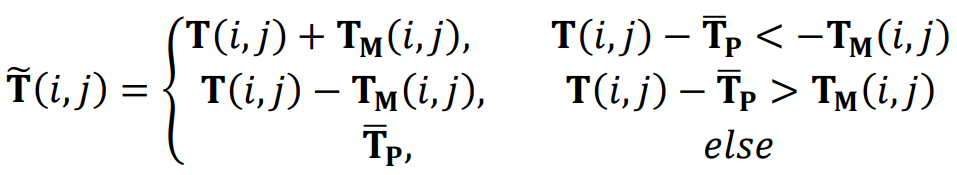 T(i,j) + T_M(i,j), T(i,j) − T̿_P < −T_M(i,j)
T̃(i,j) = { T(i,j) − T_M(i,j), T(i,j) − T̿_P > T_M(i,j)
T̿_P, else